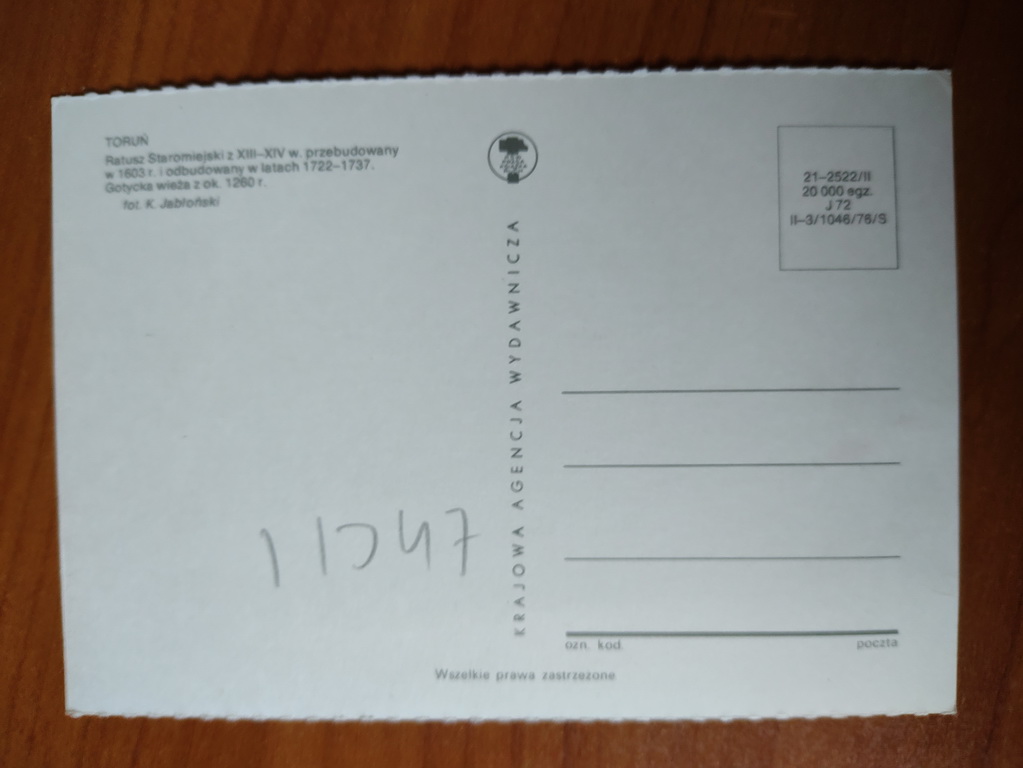 TORUŃ
Ratusz Staromiejski z XIII–XIV w. przebudowany
w 1603 r. i odbudowany w latach 1722–1737.
Gotycka wieża z ok. 1260 r.
fot. K. Jabłoński
KRAJOWA AGENCJA WYDAWNICZA
21–2522/II
20 000 egz.
J 72
II–3/1046/76/S
ozn. kod.
poczta
Wszelkie prawa zastrzeżone